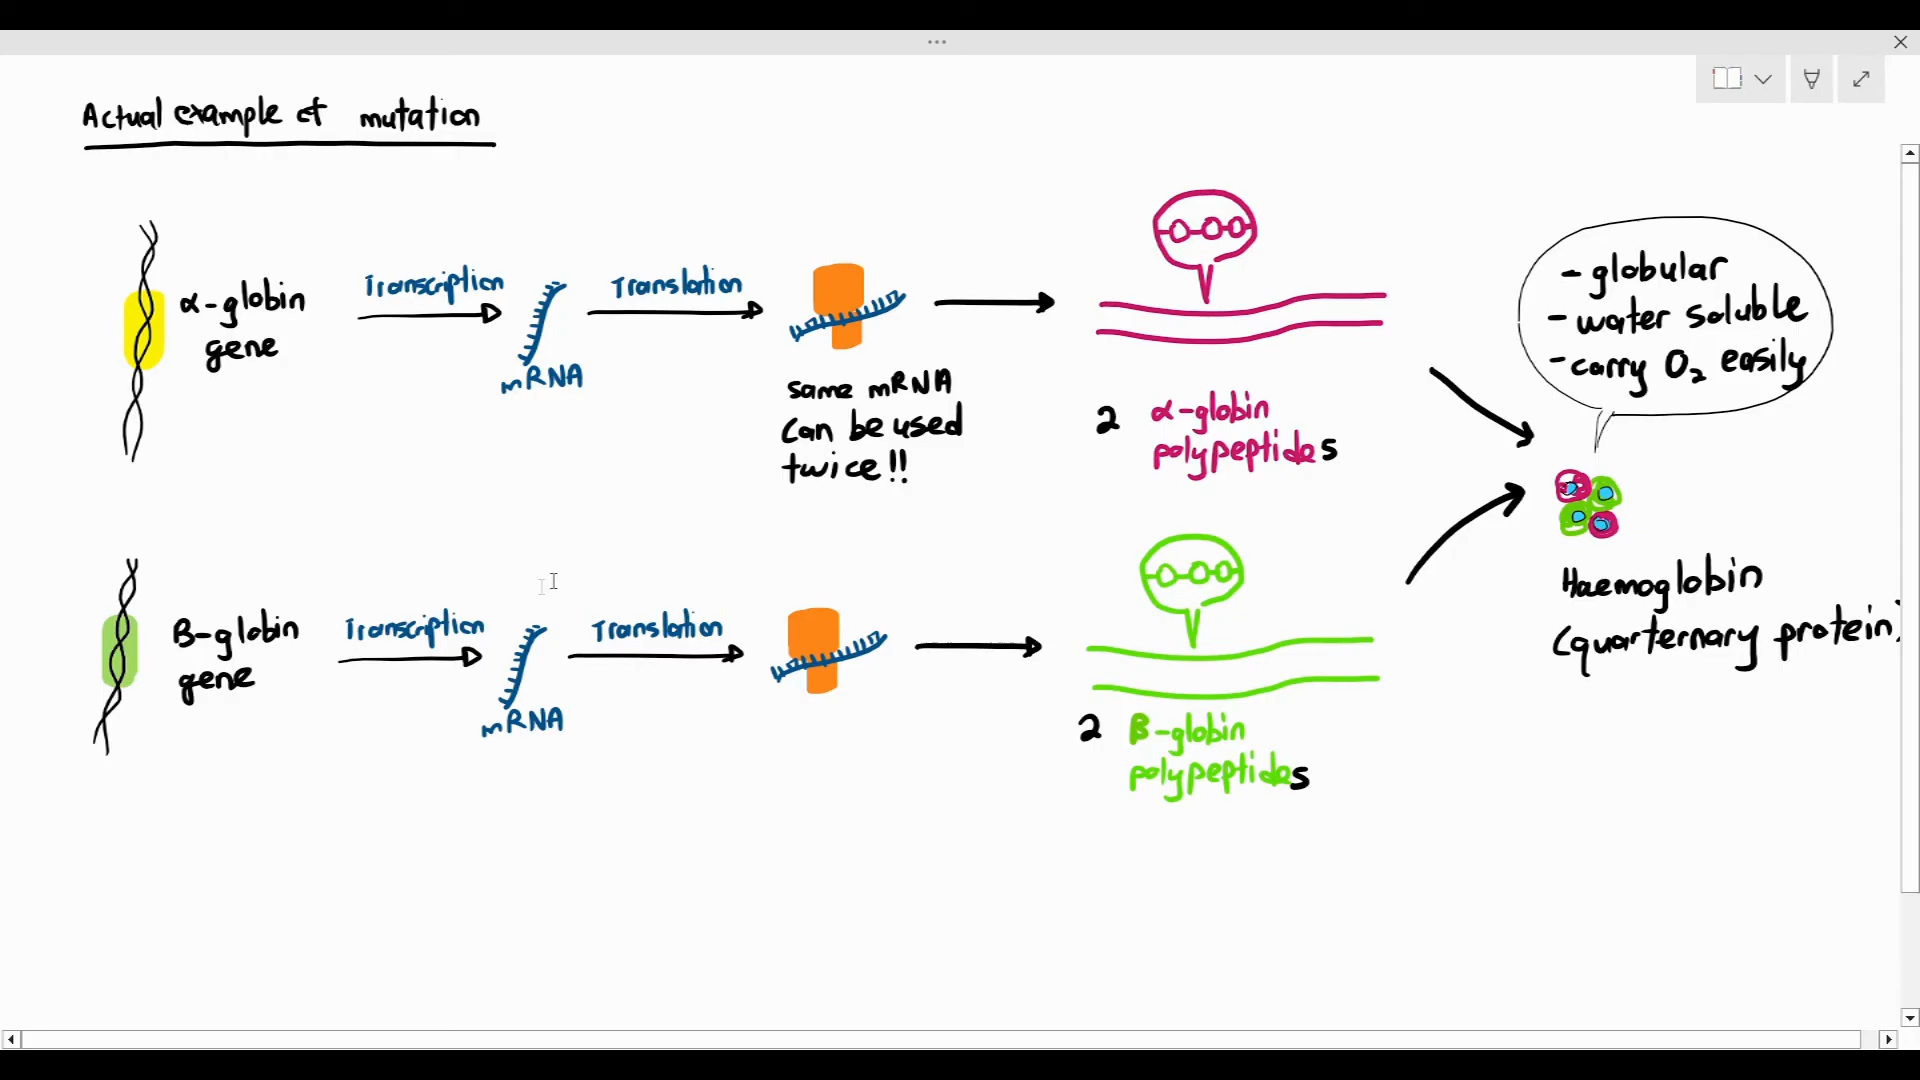 Actual example of mutation
α-globin
gene
Transcription
mRNA
Translation
same mRNA
can be used
twice!!
2 α-globin
polypeptides
- globular
- water soluble
- carry O₂ easily
Haemoglobin
(quarternary protein)
B-globin
gene
Transcription
mRNA
Translation
2 B-globin
polypeptides